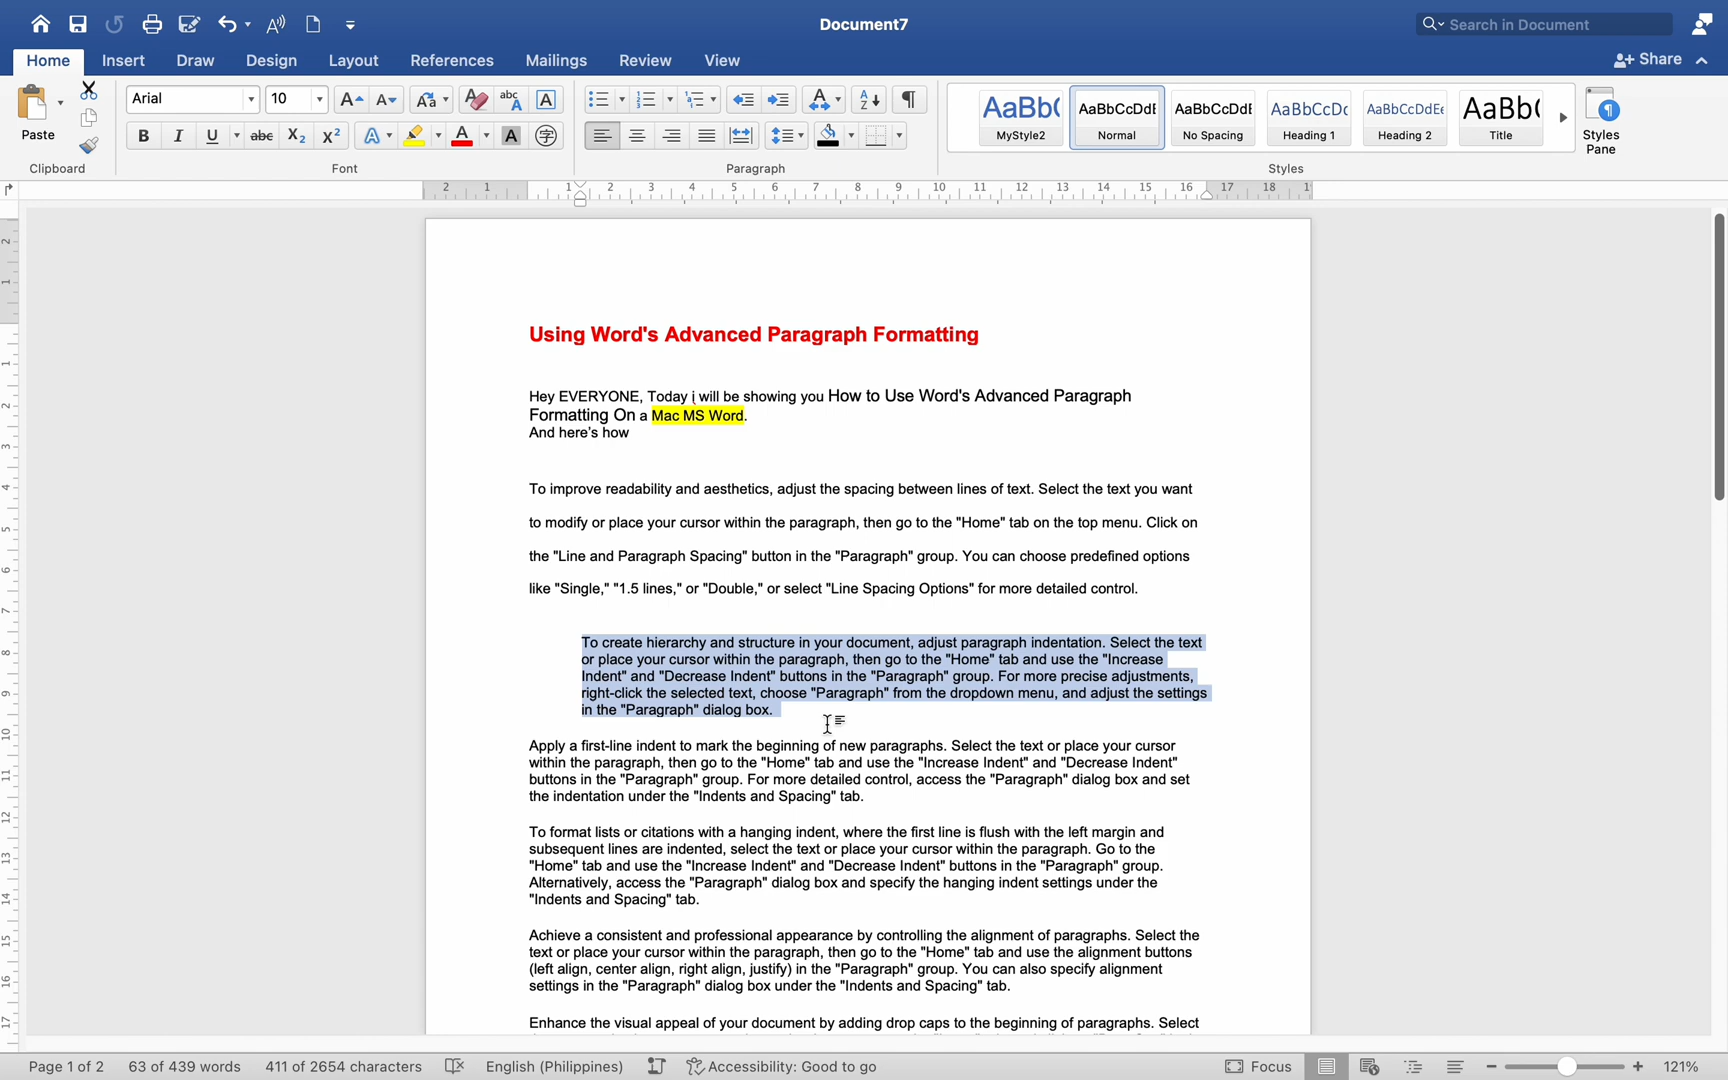 Document7
Search in Document
Home Insert Draw Design Layout References Mailings Review View
Share
Paste
Arial 10
Clipboard
Font
Paragraph
AaBb( MyStyle2
AaBbCcDdE Normal
AaBbCcDdE No Spacing
AaBbCcDc Heading 1
AaBbCcDdEe Heading 2
AaBb( Title
Styles
Styles Pane
Using Word's Advanced Paragraph Formatting
Hey EVERYONE, Today i will be showing you How to Use Word's Advanced Paragraph
Formatting On a Mac MS Word.
And here's how
To improve readability and aesthetics, adjust the spacing between lines of text. Select the text you want
to modify or place your cursor within the paragraph, then go to the "Home" tab on the top menu. Click on
the "Line and Paragraph Spacing" button in the "Paragraph" group. You can choose predefined options
like "Single," "1.5 lines," or "Double," or select "Line Spacing Options" for more detailed control.
To create hierarchy and structure in your document, adjust paragraph indentation. Select the text
or place your cursor within the paragraph, then go to the "Home" tab and use the "Increase
Indent" and "Decrease Indent" buttons in the "Paragraph" group. For more precise adjustments,
right-click the selected text, choose "Paragraph" from the dropdown menu, and adjust the settings
in the "Paragraph" dialog box.
Apply a first-line indent to mark the beginning of new paragraphs. Select the text or place your cursor
within the paragraph, then go to the "Home" tab and use the "Increase Indent" and "Decrease Indent"
buttons in the "Paragraph" group. For more detailed control, access the "Paragraph" dialog box and set
the indentation under the "Indents and Spacing" tab.
To format lists or citations with a hanging indent, where the first line is flush with the left margin and
subsequent lines are indented, select the text or place your cursor within the paragraph. Go to the
"Home" tab and use the "Increase Indent" and "Decrease Indent" buttons in the "Paragraph" group.
Alternatively, access the "Paragraph" dialog box and specify the hanging indent settings under the
"Indents and Spacing" tab.
Achieve a consistent and professional appearance by controlling the alignment of paragraphs. Select the
text or place your cursor within the paragraph, then go to the "Home" tab and use the alignment buttons
(left align, center align, right align, justify) in the "Paragraph" group. You can also specify alignment
settings in the "Paragraph" dialog box under the "Indents and Spacing" tab.
Enhance the visual appeal of your document by adding drop caps to the beginning of paragraphs. Select
Page 1 of 2 63 of 439 words 411 of 2654 characters English (Philippines) Accessibility: Good to go Focus 121%